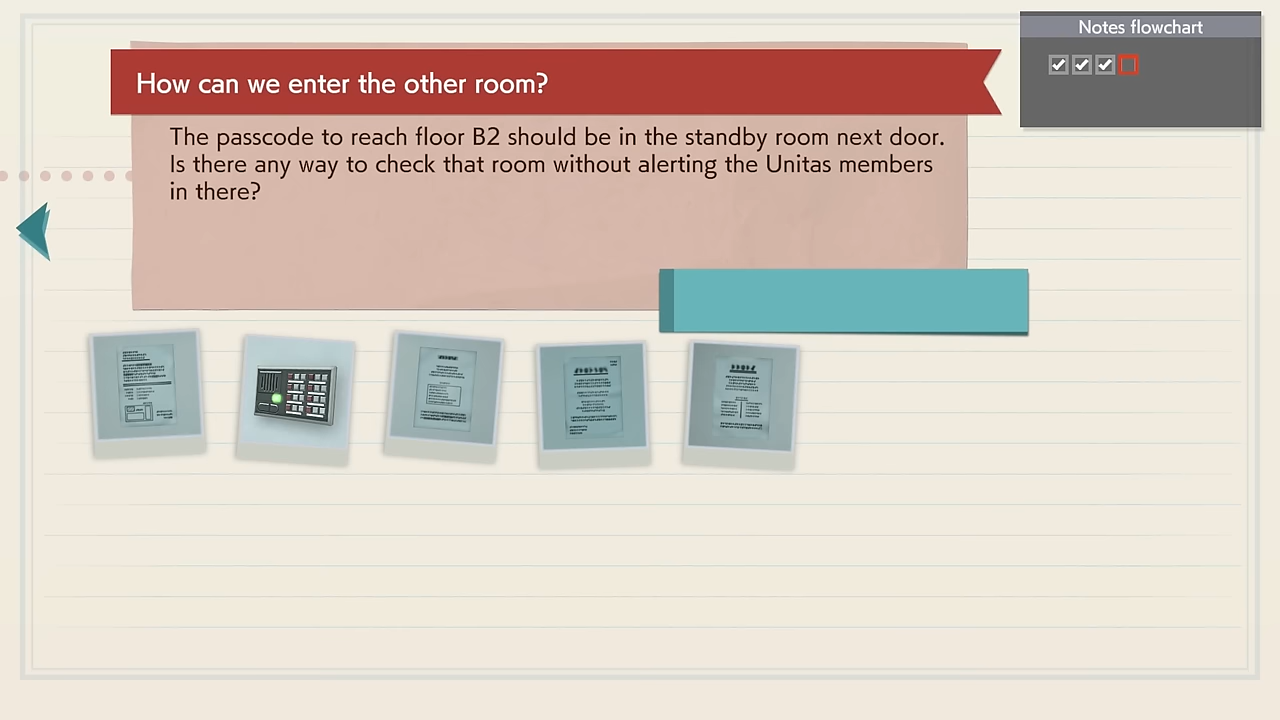 Notes flowchart
How can we enter the other room?
The passcode to reach floor B2 should be in the standby room next door.
Is there any way to check that room without alerting the Unitas members
in there?